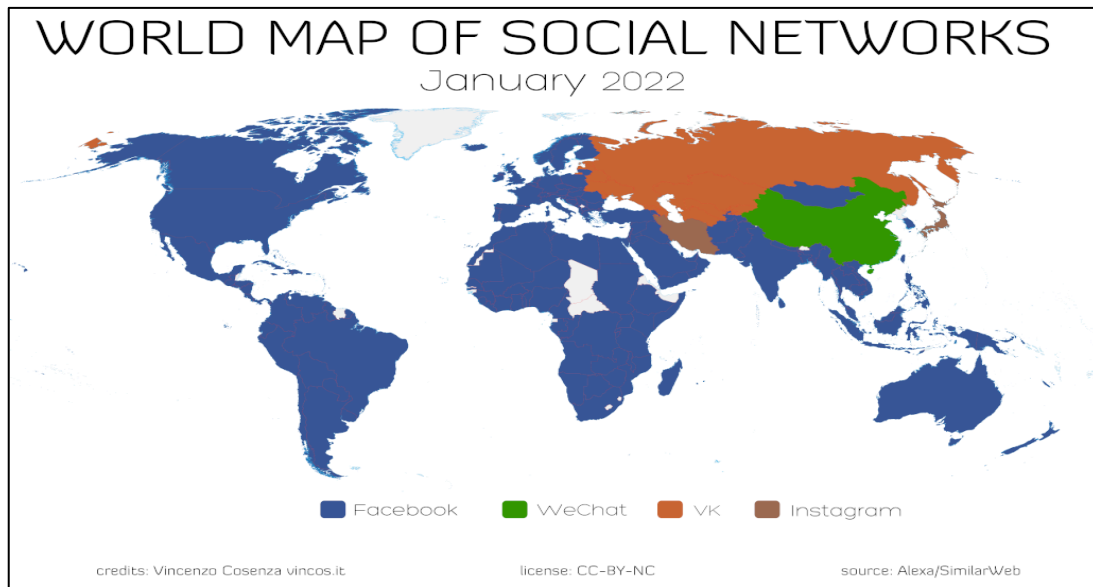 WORLD MAP OF SOCIAL NETWORKS
January 2022
Facebook WeChat VK Instagram
credits: Vincenzo Cosenza vincos.it license: CC-BY-NC source: Alexa/SimilarWeb